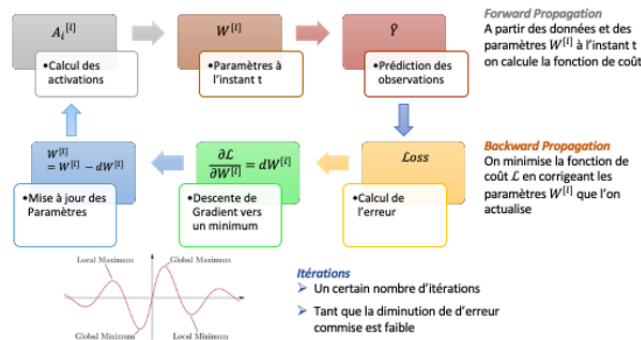 A_i^[l]
•Calcul des
activations
W^[l]
•Paramètres à
l'instant t
Ŷ
•Prédiction des
observations
Forward Propagation
A partir des données et des
paramètres W^[l] à l'instant t
on calcule la fonction de coût
W^[l]
= W^[l] − dW^[l]
•Mise à jour des
Paramètres
∂ℒ/∂W^[l] = dW^[l]
•Descente de
Gradient vers
un minimum
ℒoss
•Calcul de
l'erreur
Backward Propagation
On minimise la fonction de
coût ℒ en corrigeant les
paramètres W^[l] que l'on
actualise
Local Maximum
Global Maximum
Global Minimum
Local Minimum
Itérations
➢ Un certain nombre d'itérations
➢ Tant que la diminution de d'erreur
commise est faible